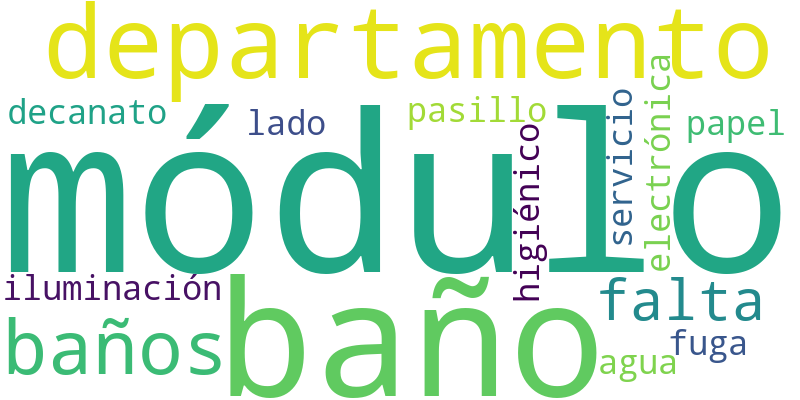 departamento
decanato
lado
pasillo
papel
módulo
higiénico
servicio
electrónica
iluminación
baño
falta
baños
fuga
agua